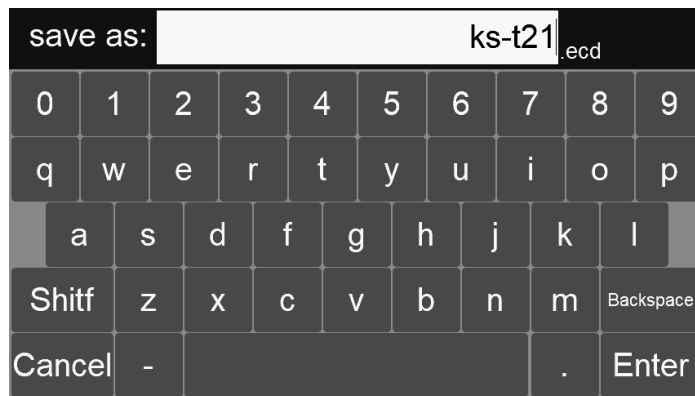 save as: ks-t21 .ecd
0 1 2 3 4 5 6 7 8 9
q w e r t y u i o p
a s d f g h j k l
Shitf z x c v b n m Backspace
Cancel - . Enter